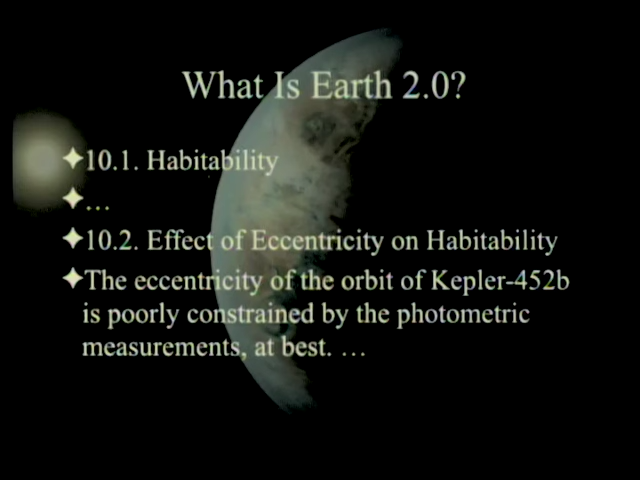 What Is Earth 2.0?
✦10.1. Habitability
✦…
✦10.2. Effect of Eccentricity on Habitability
✦The eccentricity of the orbit of Kepler-452b
is poorly constrained by the photometric
measurements, at best. …